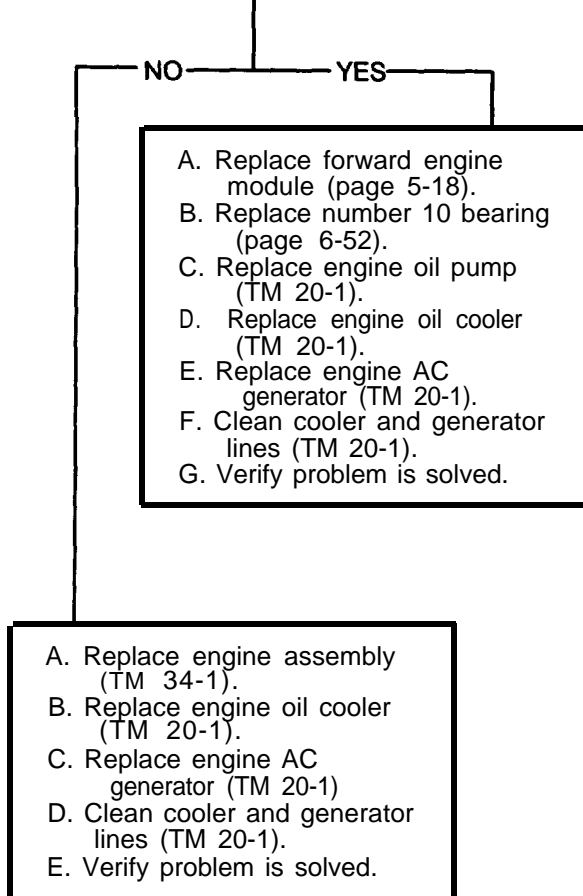 NO YES
A. Replace forward engine
module (page 5-18).
B. Replace number 10 bearing
(page 6-52).
C. Replace engine oil pump
(TM 20-1).
D. Replace engine oil cooler
(TM 20-1).
E. Replace engine AC
generator (TM 20-1).
F. Clean cooler and generator
lines (TM 20-1).
G. Verify problem is solved.
A. Replace engine assembly
(TM 34-1).
B. Replace engine oil cooler
(TM 20-1).
C. Replace engine AC
generator (TM 20-1)
D. Clean cooler and generator
lines (TM 20-1).
E. Verify problem is solved.